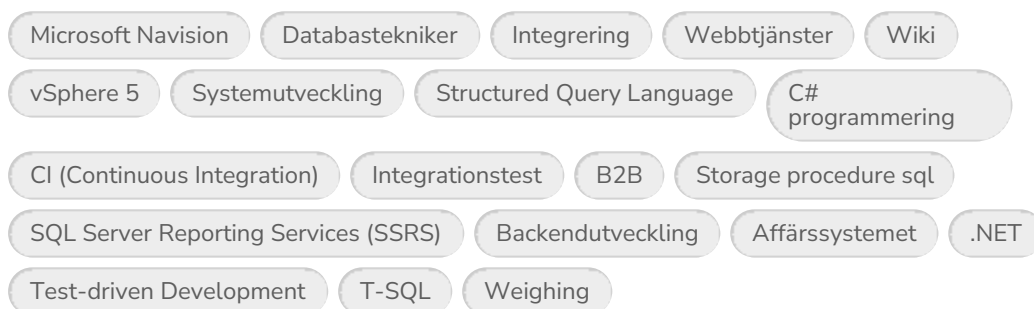 Microsoft Navision Databastekniker Integrering Webbtjänster Wiki
vSphere 5 Systemutveckling Structured Query Language C#
programmering
CI (Continuous Integration) Integrationstest B2B Storage procedure sql
SQL Server Reporting Services (SSRS) Backendutveckling Affärssystemet .NET
Test-driven Development T-SQL Weighing